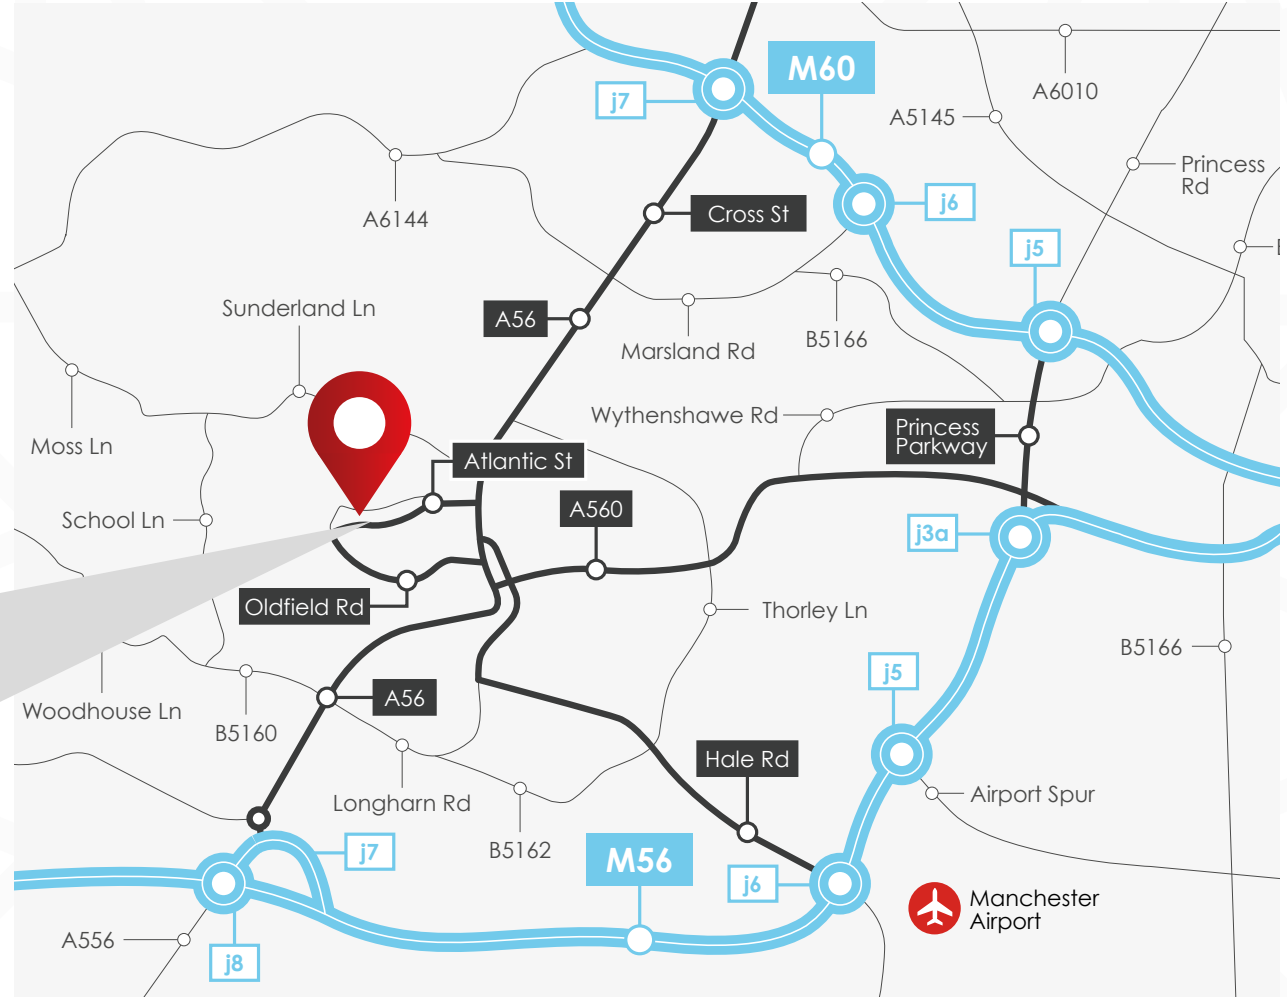 M60
j7
A6010
A5145
Princess
Rd
A6144
Cross St
j6
j5
Sunderland Ln
A56
Marsland Rd
B5166
Moss Ln
Wythenshawe Rd
Princess
Parkway
Atlantic St
School Ln
A560
j3a
Oldfield Rd
Thorley Ln
B5166
j5
Woodhouse Ln
A56
B5160
Hale Rd
Longharn Rd
Airport Spur
B5162
j7
M56
j6
Manchester
Airport
A556
j8